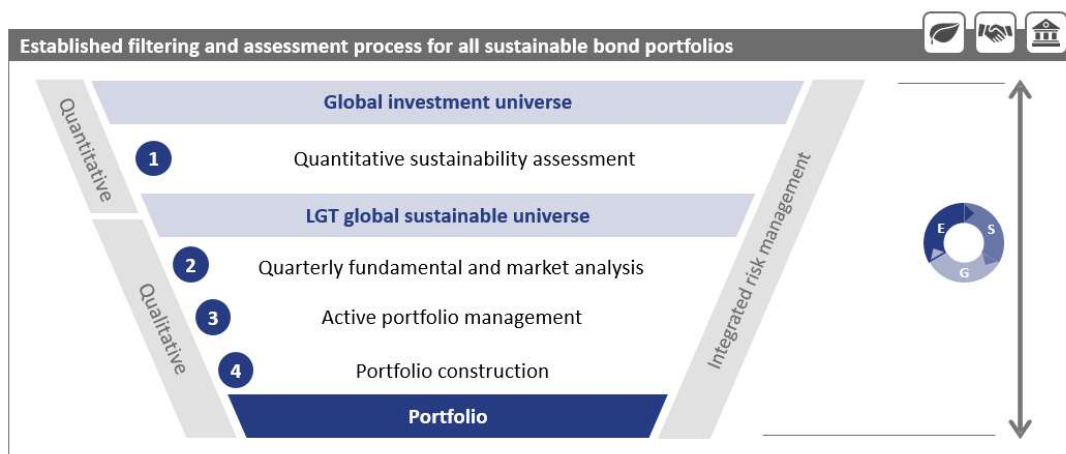 Established filtering and assessment process for all sustainable bond portfolios
Quantitative
Global investment universe
1
Quantitative sustainability assessment
LGT global sustainable universe
Qualitative
2
Quarterly fundamental and market analysis
3
Active portfolio management
4
Portfolio construction
Portfolio
Integrated risk management
E
S
G